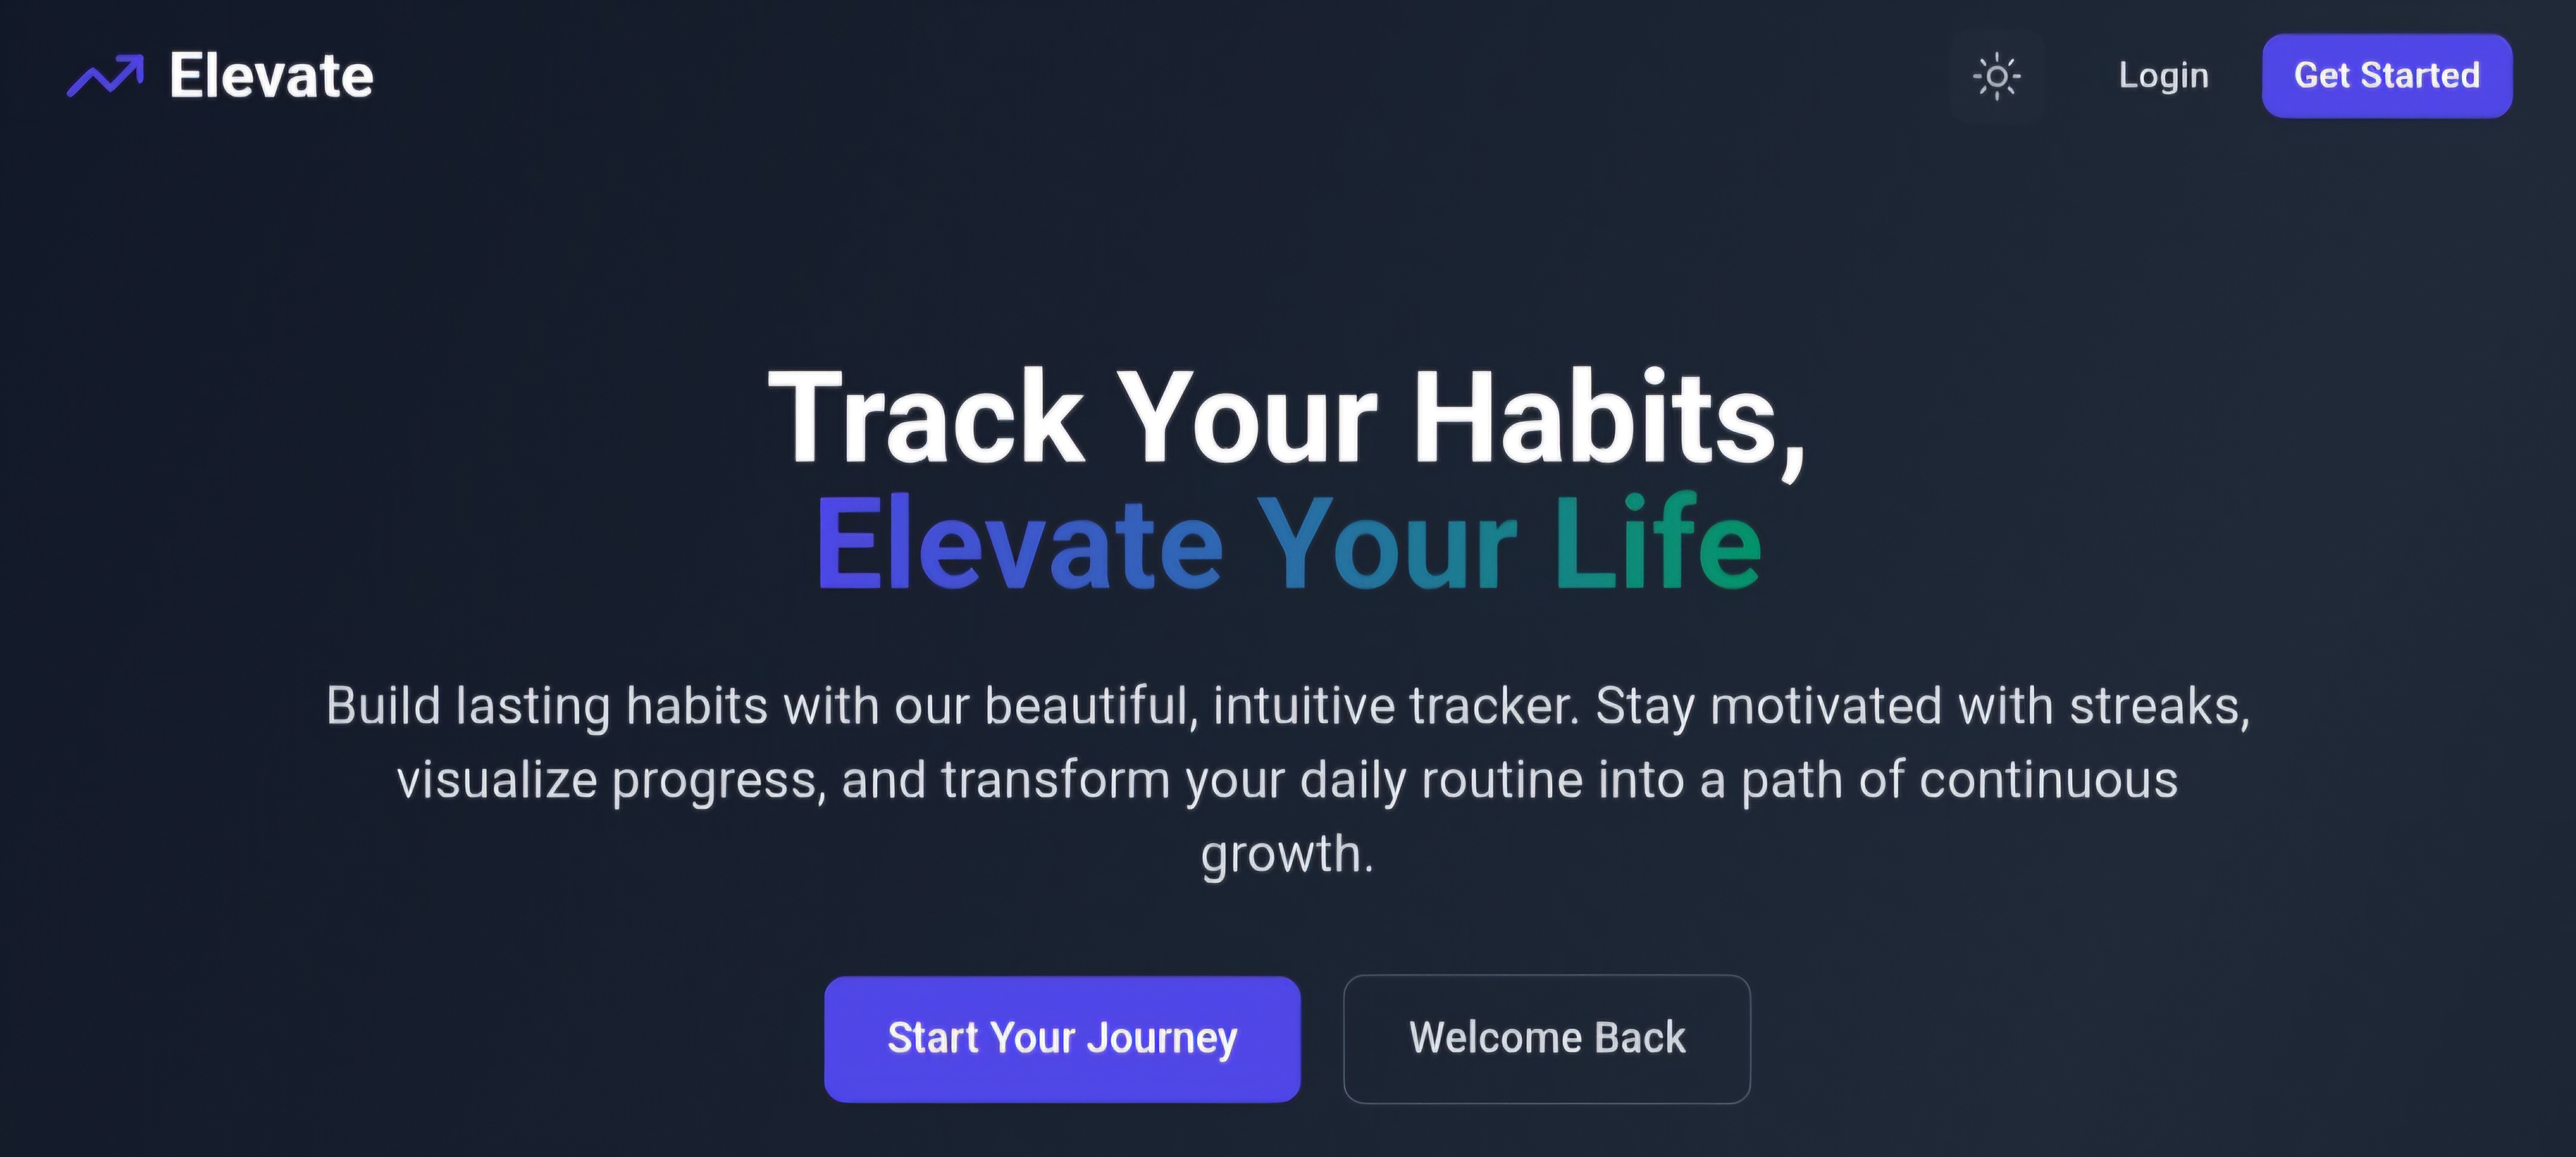 Elevate
Login
Get Started
Track Your Habits,
Elevate Your Life
Build lasting habits with our beautiful, intuitive tracker. Stay motivated with streaks,
visualize progress, and transform your daily routine into a path of continuous
growth.
Start Your Journey
Welcome Back